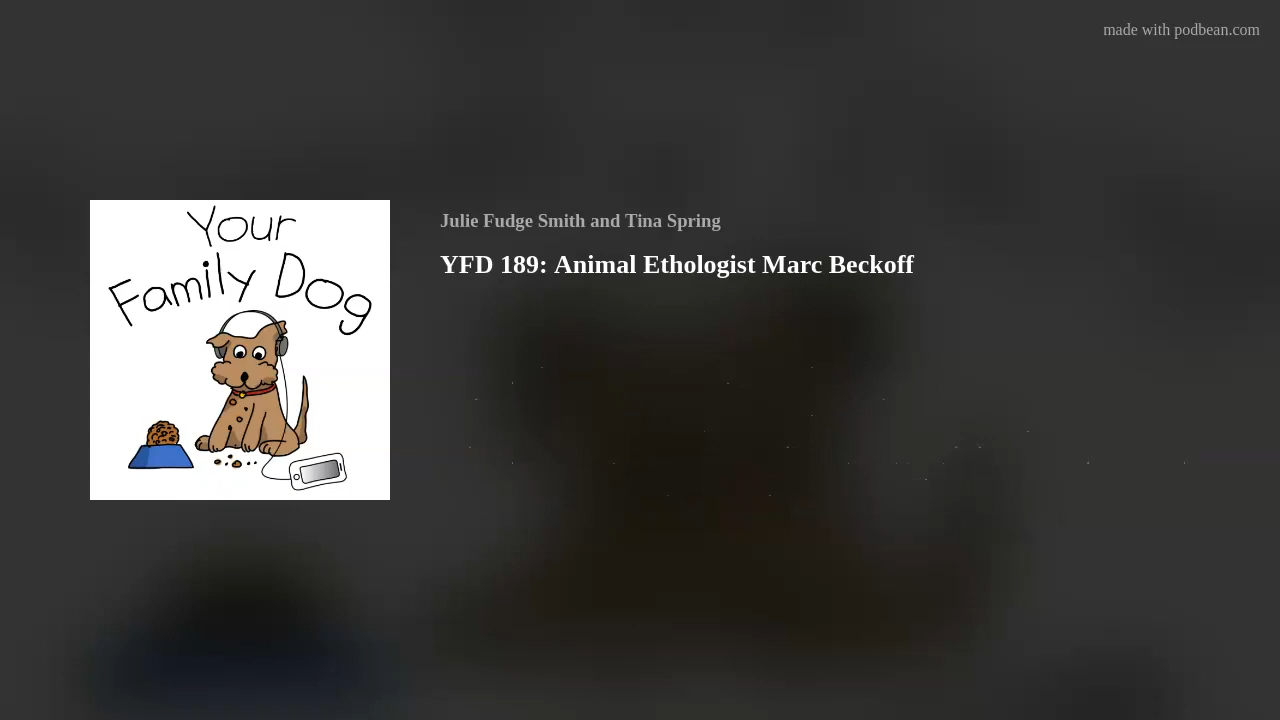 made with podbean.com
Your
Family Dog
Julie Fudge Smith and Tina Spring
YFD 189: Animal Ethologist Marc Beckoff